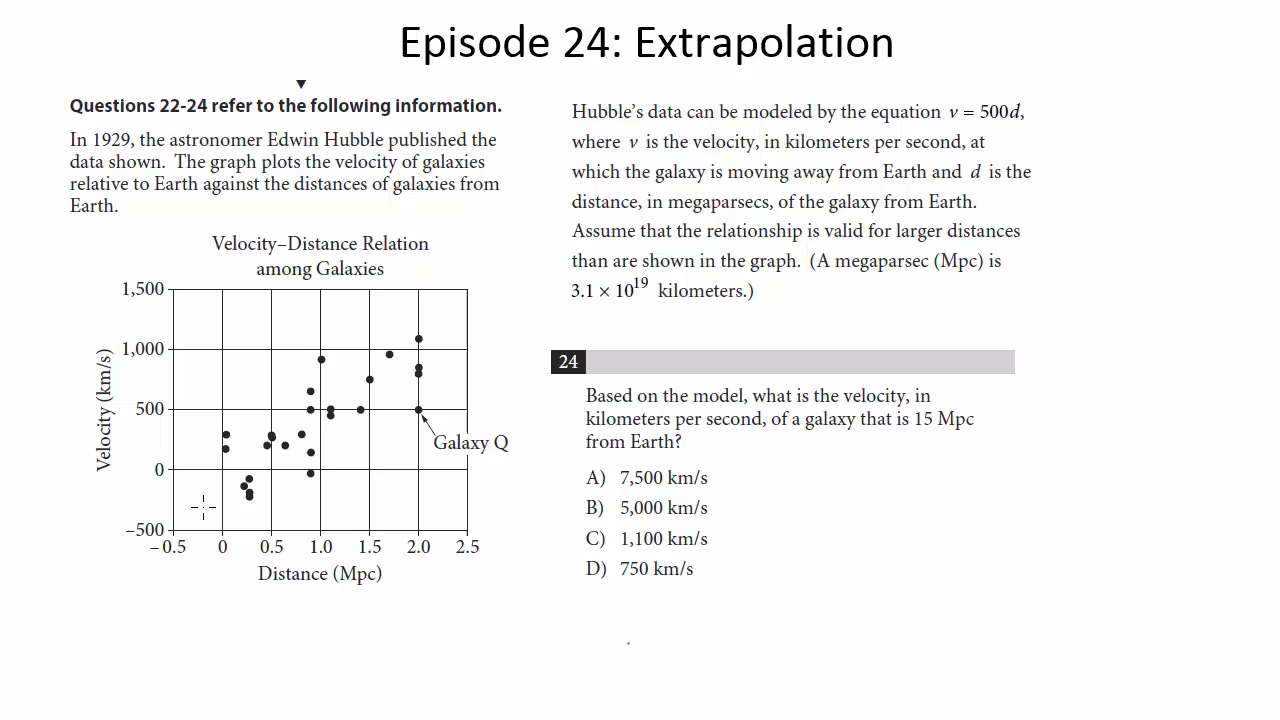 Episode 24: Extrapolation
Questions 22-24 refer to the following information.
In 1929, the astronomer Edwin Hubble published the
data shown. The graph plots the velocity of galaxies
relative to Earth against the distances of galaxies from
Earth.
Velocity–Distance Relation
among Galaxies
Velocity (km/s)
1,500
1,000
500
0
–500
Galaxy Q
–0.5 0 0.5 1.0 1.5 2.0 2.5
Distance (Mpc)
Hubble's data can be modeled by the equation v = 500d,
where v is the velocity, in kilometers per second, at
which the galaxy is moving away from Earth and d is the
distance, in megaparsecs, of the galaxy from Earth.
Assume that the relationship is valid for larger distances
than are shown in the graph. (A megaparsec (Mpc) is
3.1 × 10¹⁹ kilometers.)
24
Based on the model, what is the velocity, in
kilometers per second, of a galaxy that is 15 Mpc
from Earth?
A) 7,500 km/s
B) 5,000 km/s
C) 1,100 km/s
D) 750 km/s